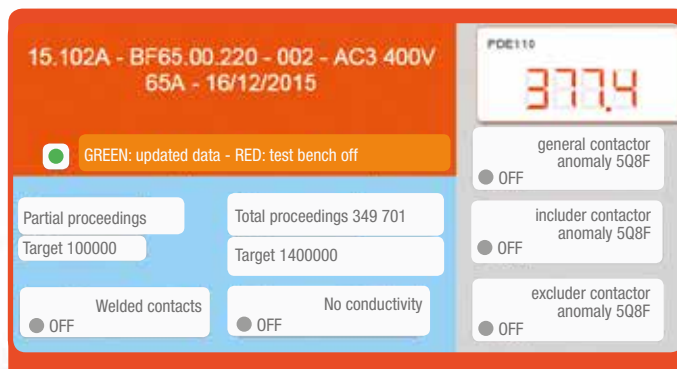 15.102A - BF65.00.220 - 002 - AC3 400V
65A - 16/12/2015
GREEN: updated data - RED: test bench off
Partial proceedings
Target 100000
Total proceedings 349 701
Target 1400000
Welded contacts
OFF
No conductivity
OFF
PDE110
377.4
general contactor
anomaly 5Q8F
OFF
includer contactor
anomaly 5Q8F
OFF
excluder contactor
anomaly 5Q8F
OFF